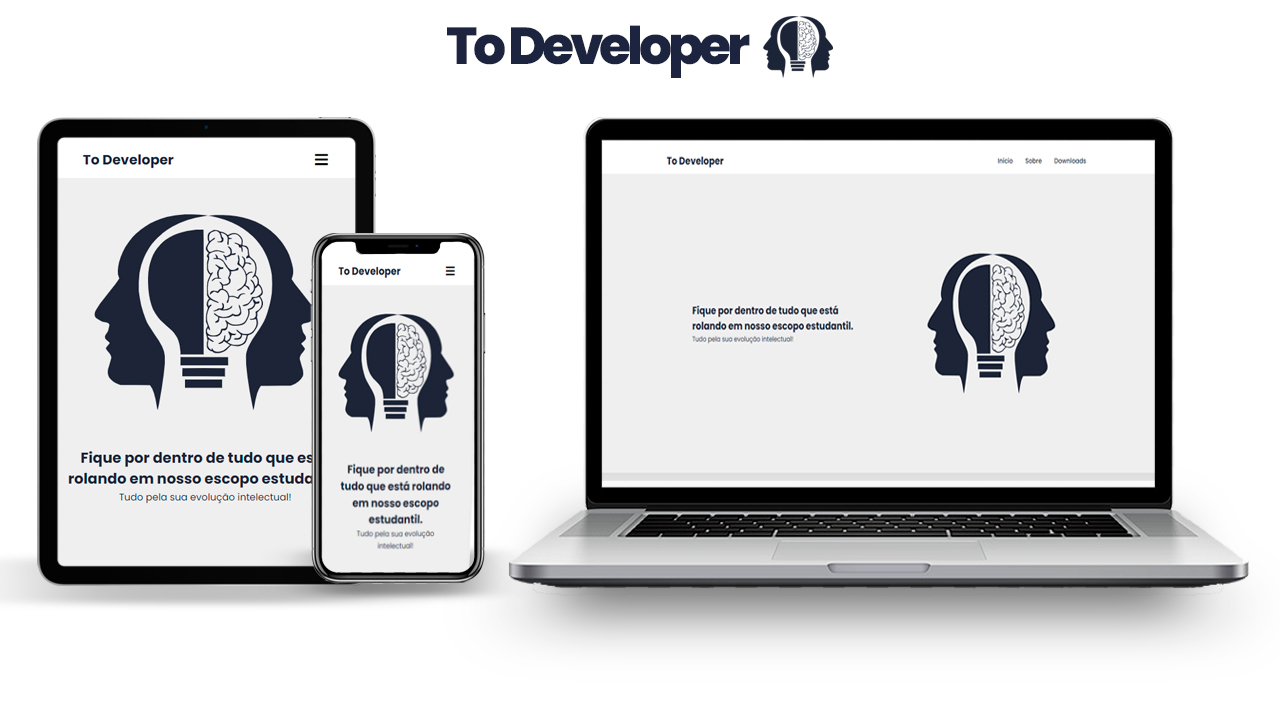 To Developer
To Developer
Fique por dentro de tudo que es
rolando em nosso escopo estuda
Tudo pela sua evolução intelectual!
To Developer
Fique por dentro de
tudo que está rolando
em nosso escopo
estudantil.
Tudo pela sua evolução
intelectual!
To Developer
Início Sobre Downloads
Fique por dentro de tudo que está
rolando em nosso escopo estudantil.
Tudo pela sua evolução intelectual!